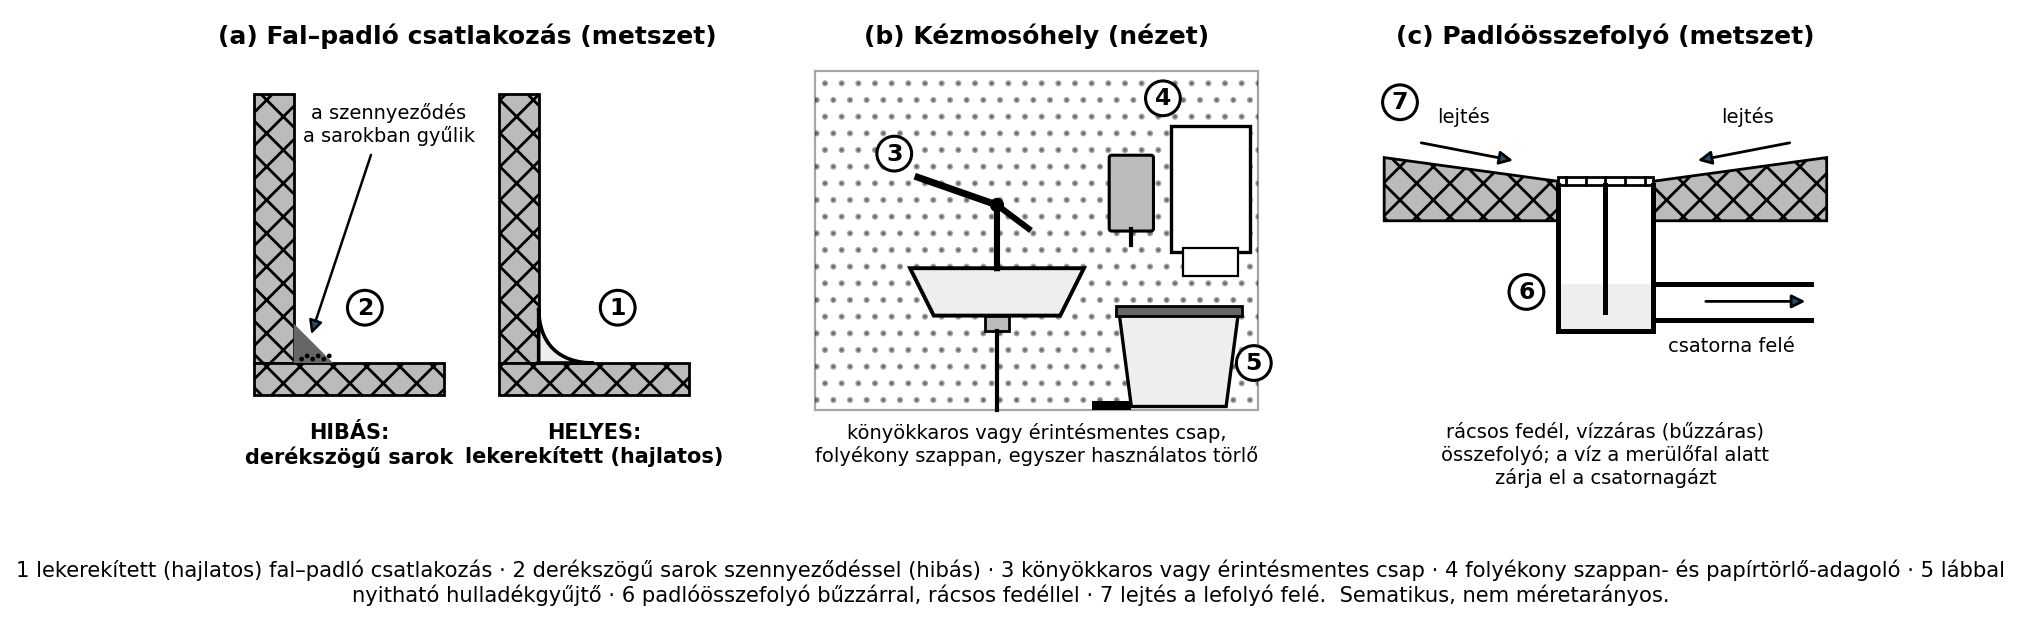 (a) Fal–padló csatlakozás (metszet)
a szennyeződés
a sarokban gyűlik
2
1
HIBÁS:
derékszögű sarok
HELYES:
lekerekített (hajlatos)
(b) Kézmosóhely (nézet)
4
3
5
könyökkaros vagy érintésmentes csap,
folyékony szappan, egyszer használatos törlő
(c) Padlóösszefolyó (metszet)
7
lejtés
lejtés
6
csatorna felé
rácsos fedél, vízzáras (bűzzáras)
összefolyó; a víz a merülőfal alatt
zárja el a csatornagázt
1 lekerekített (hajlatos) fal–padló csatlakozás · 2 derékszögű sarok szennyeződéssel (hibás) · 3 könyökkaros vagy érintésmentes csap · 4 folyékony szappan- és papírtörlő-adagoló · 5 lábbal
nyitható hulladékgyűjtő · 6 padlóösszefolyó bűzzárral, rácsos fedéllel · 7 lejtés a lefolyó felé.  Sematikus, nem méretarányos.